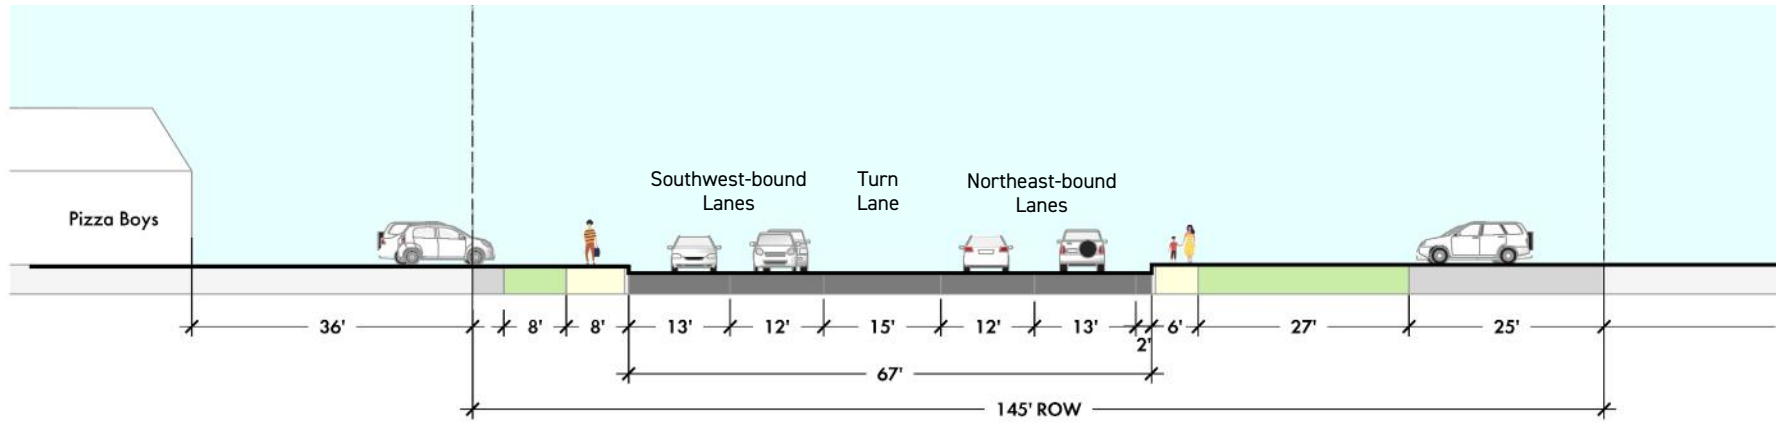 Southwest-bound
Lanes
Turn
Lane
Northeast-bound
Lanes
Pizza Boys
36' 8' 8' 13' 12' 15' 12' 13' 2' 6' 27' 25'
67'
145' ROW